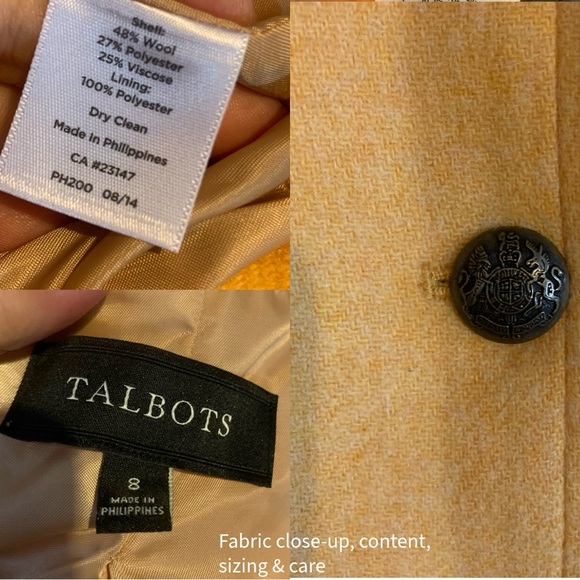 Shell:
48% Wool
27% Polyester
25% Viscose
Lining:
100% Polyester
Dry Clean
Made in Philippines
CA #23147
PH200 08/14
TALBOTS
8
MADE IN
PHILIPPINES
Fabric close-up, content,
sizing & care